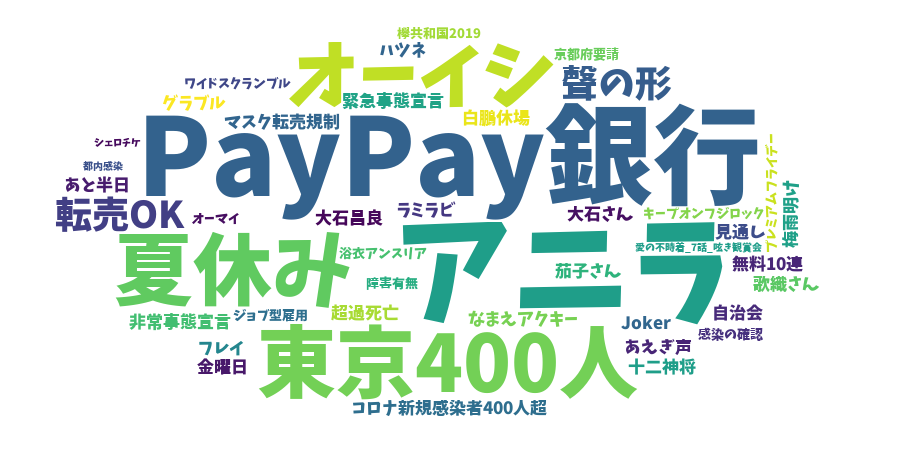 欅共和国2019
ハツネ
オーイシ
京都府要請
聲の形
ワイドスクランブル
グラブル
緊急事態宣言
マスク転売規制
白鵬休場
PayPay銀行
シェロチケ
都内感染
あと半日
転売OK
オーマイ
大石昌良
ラミラビ
大石さん
キープオンフジロック
プレミアムフライデー
梅雨明け
見通し
愛の不時着_7話_呟き観賞会
アニラ
夏休み
浴衣アンスリア
茄子さん
無料10連
障害有無
歌織さん
非常事態宣言
ジョブ型雇用
超過死亡
なまえアクキー
Joker
自治会
感染の確認
フレイ
東京400人
あえぎ声
金曜日
十二神将
コロナ新規感染者400人超